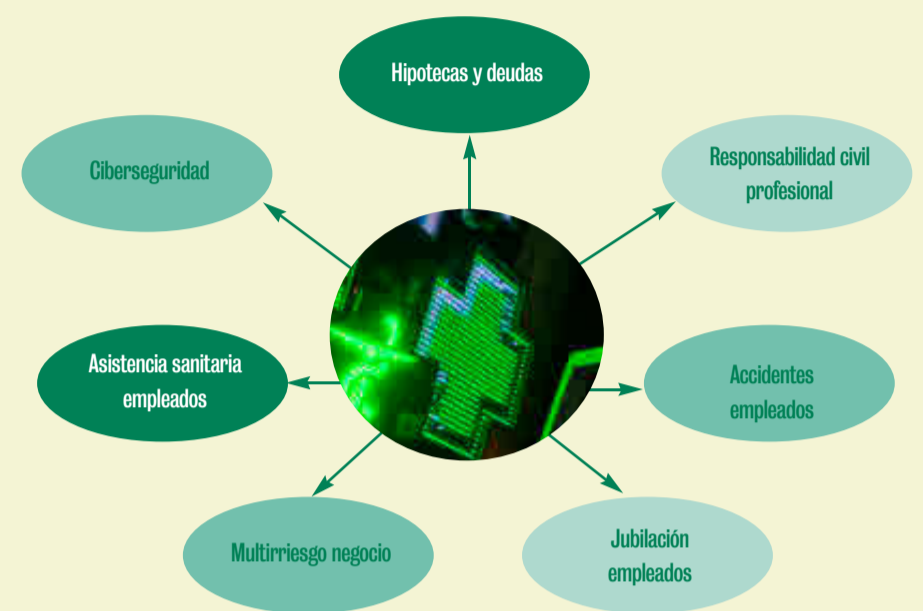 Hipotecas y deudas
Responsabilidad civil
profesional
Ciberseguridad
Asistencia sanitaria
empleados
Accidentes
empleados
Multirriesgo negocio
Jubilación
empleados